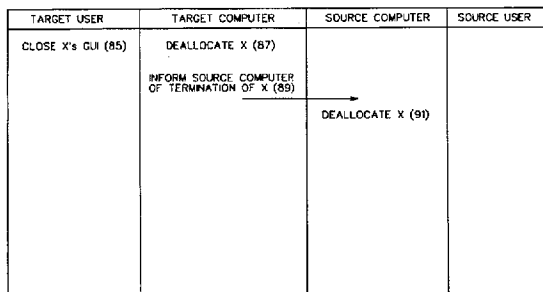 TARGET USER
TARGET COMPUTER
SOURCE COMPUTER
SOURCE USER
CLOSE X's GUI (85)
DEALLOCATE X (87)
INFORM SOURCE COMPUTER
OF TERMINATION OF X (89)
DEALLOCATE X (91)